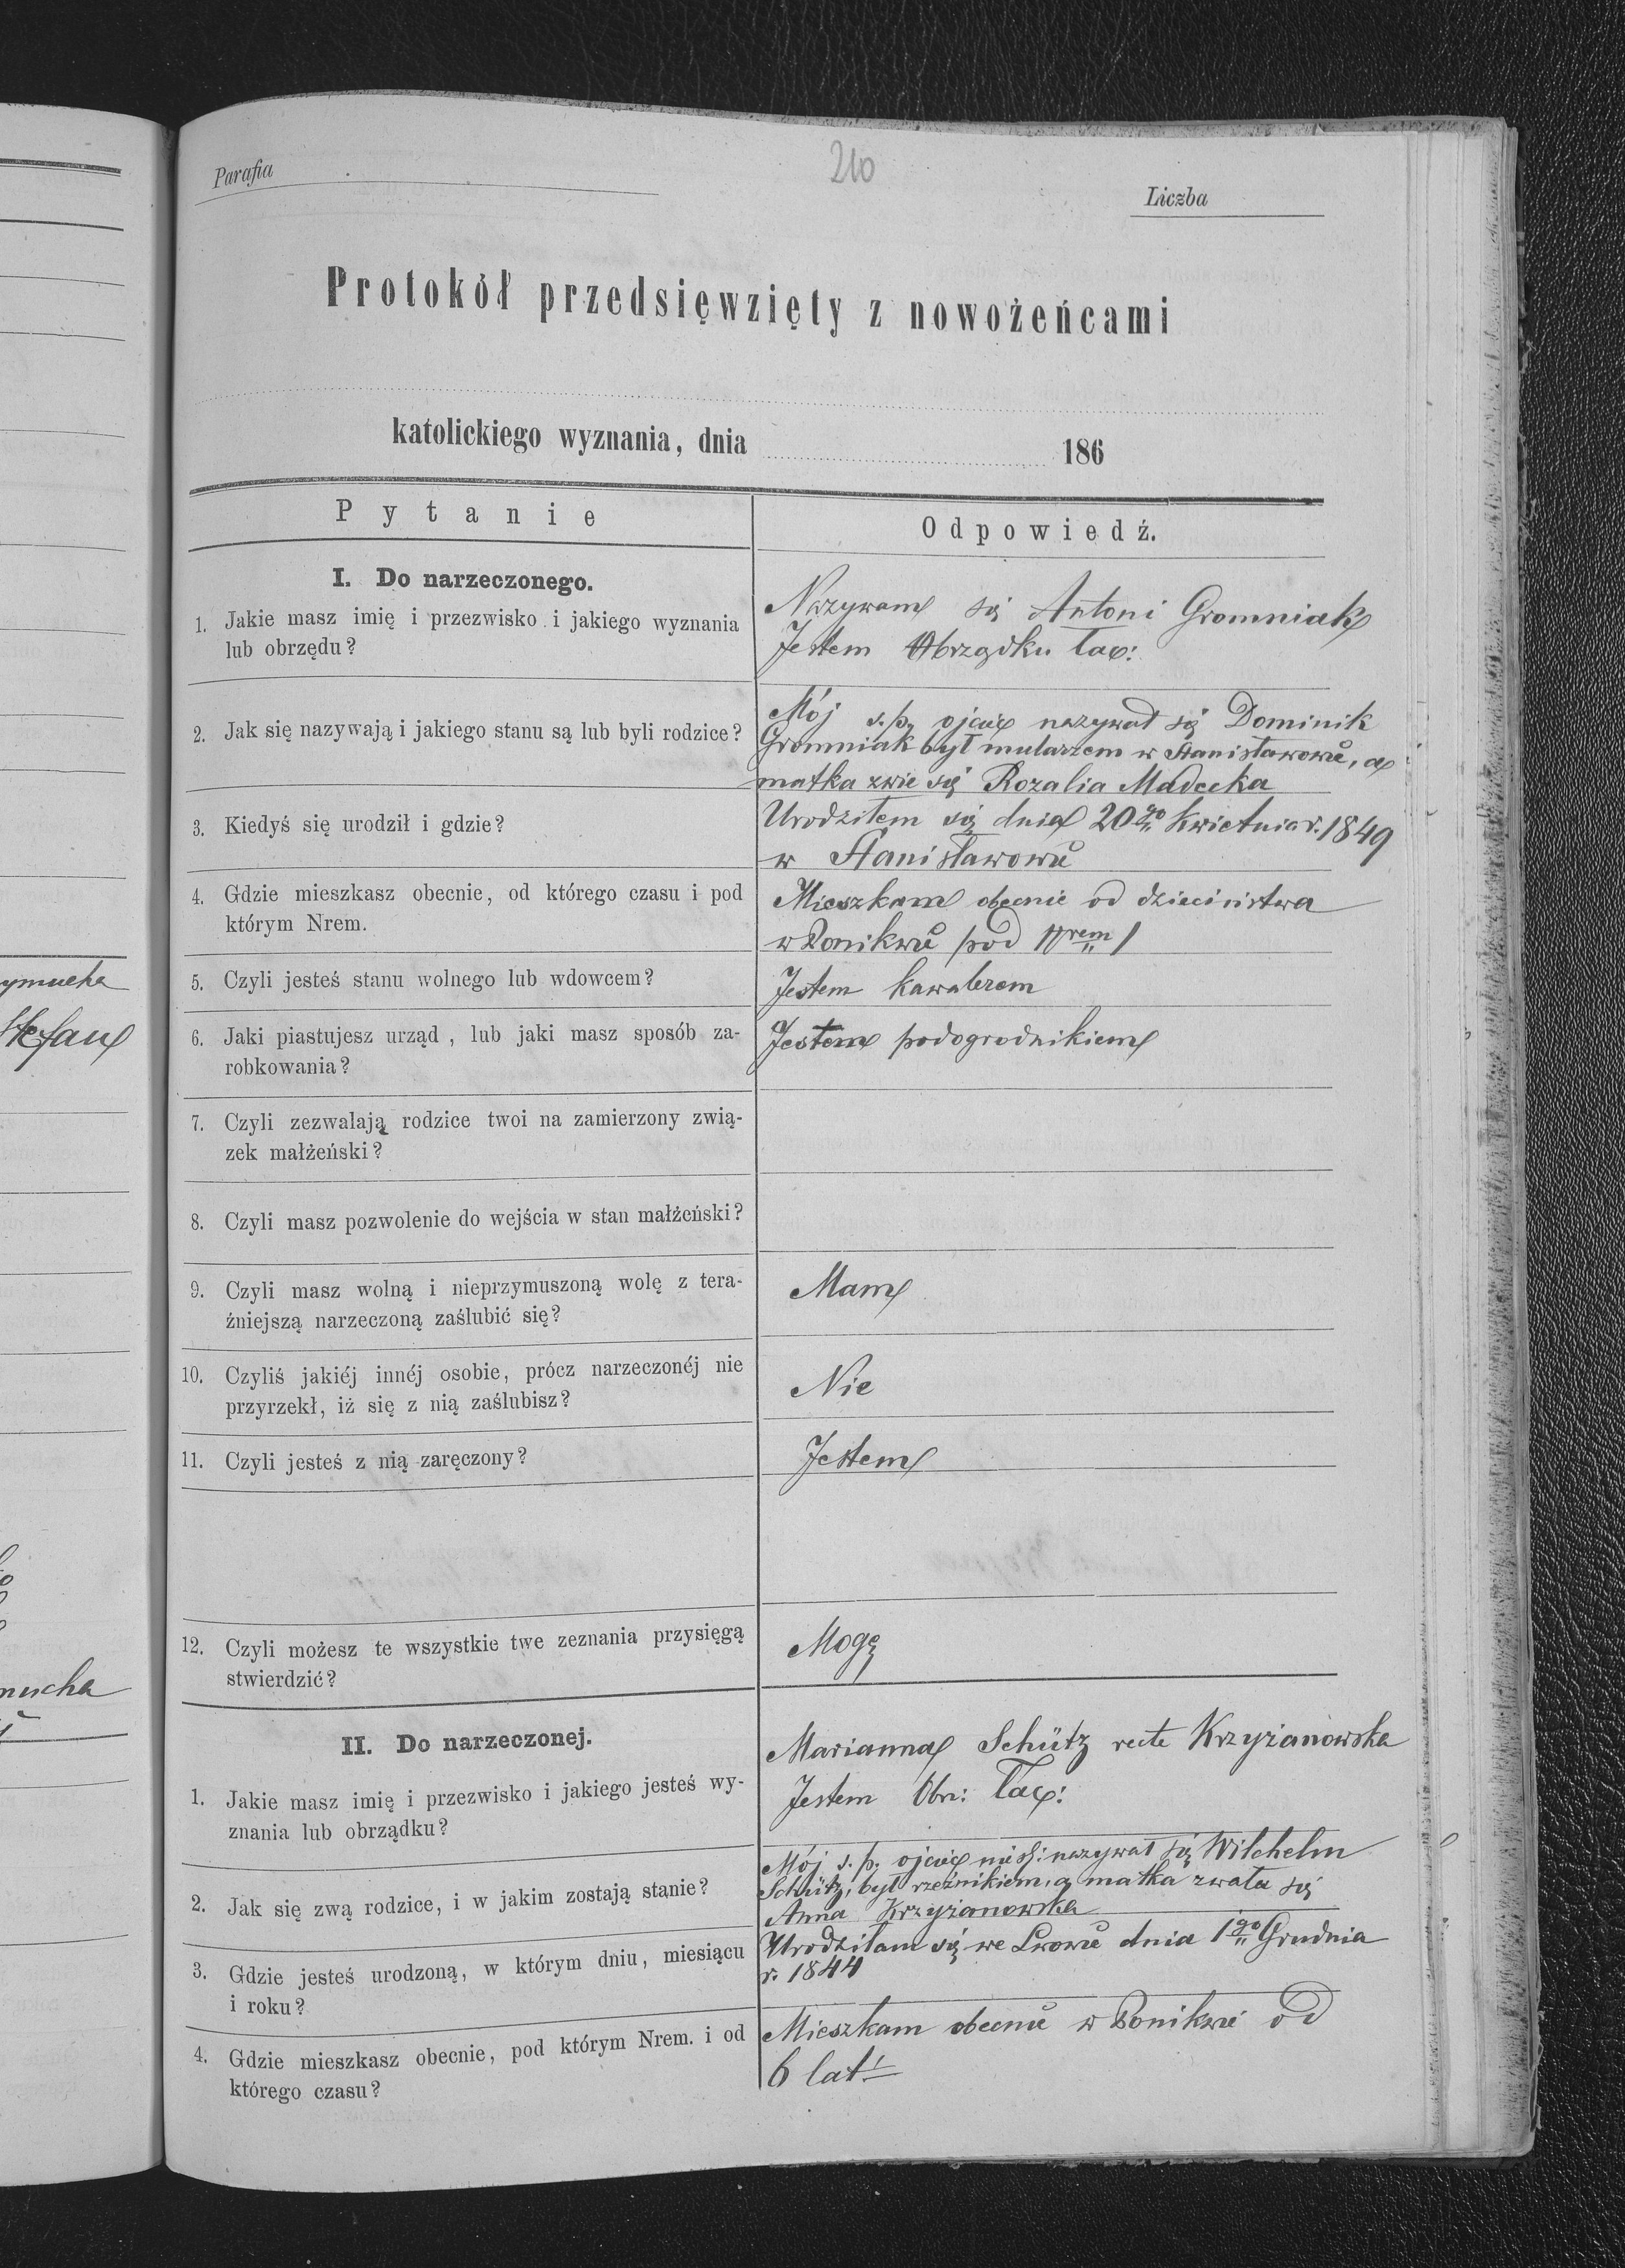 Parafia
210
Liczba
Protokół przedsięwzięty z nowożeńcami
katolickiego wyznania, dnia 186
Pytanie
Odpowiedź.
I. Do narzeczonego.
1. Jakie masz imię i przezwisko i jakiego wyznania
lub obrzędu?
Nazywam się Antoni Gromniak
Jestem Obrządku łac:
2. Jak się nazywają i jakiego stanu są lub byli rodzice?
Mój s. p. ojciec nazywał się Dominik
Gromniak był mularzem w Stanisławowie, a
matka zwie się Rozalia Madecka
3. Kiedyś się urodził i gdzie?
Urodziłem się dnia 20go Kwietnia r. 1849
w Stanisławowie
4. Gdzie mieszkasz obecnie, od którego czasu i pod
którym Nrem.
Mieszkam obecnie od dzieciństwa
w Ponikwie pod Nrem 1
5. Czyli jesteś stanu wolnego lub wdowcem?
Jestem kawalerem
6. Jaki piastujesz urząd, lub jaki masz sposób za-
robkowania?
Jestem podogrodnikiem
7. Czyli zezwalają rodzice twoi na zamierzony zwią-
zek małżeński?
8. Czyli masz pozwolenie do wejścia w stan małżeński?
9. Czyli masz wolną i nieprzymuszoną wolę z tera-
źniejszą narzeczoną zaślubić się?
Mam
10. Czyliś jakiéj innéj osobie, prócz narzeczonéj nie
przyrzekł, iż się z nią zaślubisz?
Nie
11. Czyli jesteś z nią zaręczony?
Jestem
12. Czyli możesz te wszystkie twe zeznania przysięgą
stwierdzić?
Mogę
II. Do narzeczonej.
1. Jakie masz imię i przezwisko i jakiego jesteś wy-
znania lub obrządku?
Marianna Schütz recte Krzyżanowska
Jestem Obrz: łac:
2. Jak się zwą rodzice, i w jakim zostają stanie?
Mój s. p. ojciec nazywał się Wilchelm
Schütz, był rzeźnikiem, a matka zwała się
Anna Krzyżanowska
3. Gdzie jesteś urodzoną, w którym dniu, miesiącu
i roku?
Urodziłam się we Lwowie dnia 1go Grudnia
r. 1844
4. Gdzie mieszkasz obecnie, pod którym Nrem. i od
którego czasu?
Mieszkam obecnie w Ponikwie od
6 lat